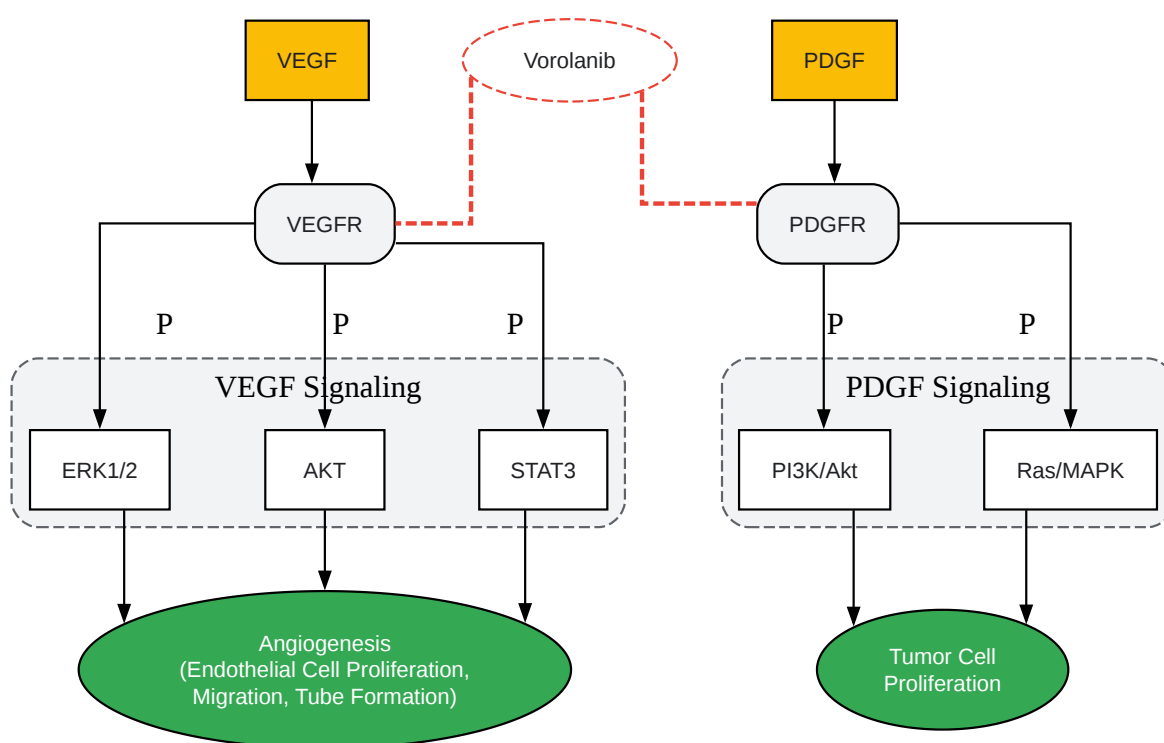 VEGF
Vorolanib
PDGF
VEGFR
PDGFR
P
P
P
P
P
VEGF Signaling
PDGF Signaling
ERK1/2
AKT
STAT3
PI3K/Akt
Ras/MAPK
Angiogenesis
(Endothelial Cell Proliferation,
Migration, Tube Formation)
Tumor Cell
Proliferation